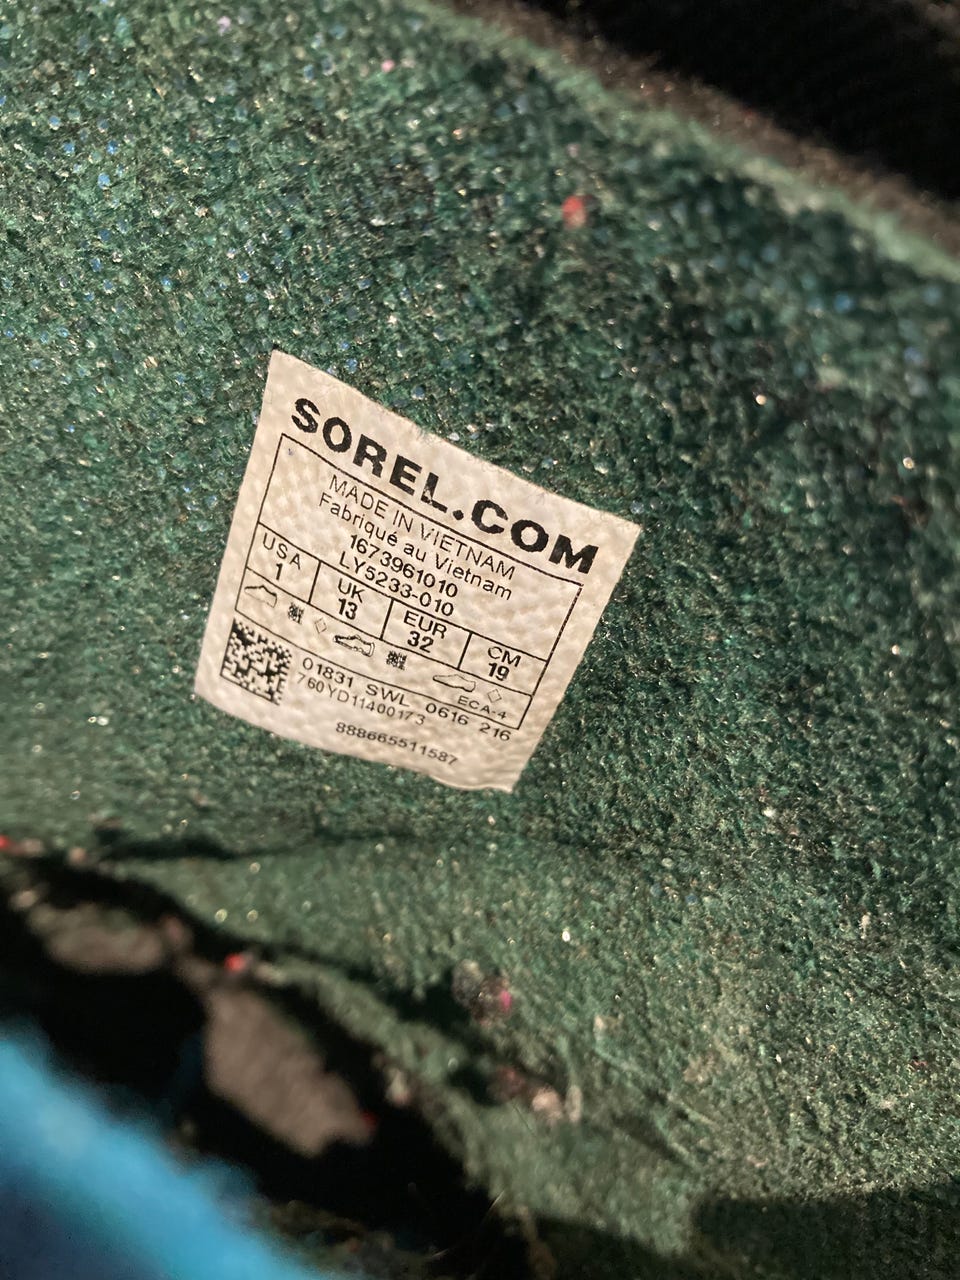 SOREL.COM
MADE IN VIETNAM
Fabriqué au Vietnam
1673961010
LY5233-010
USA UK EUR CM
1 13 32 19
ECA-4
01831 SWL 0616 216
760YD11400173
888665511587